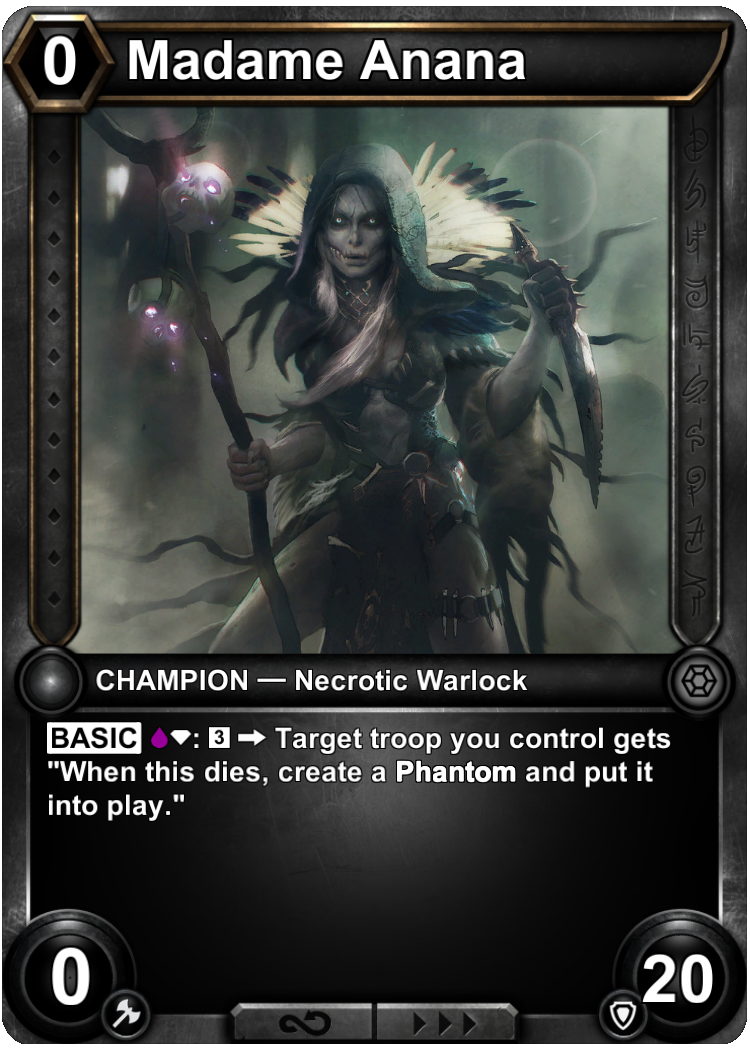 0 Madame Anana
CHAMPION — Necrotic Warlock
BASIC : 3 → Target troop you control gets
"When this dies, create a Phantom and put it
into play."
0
20